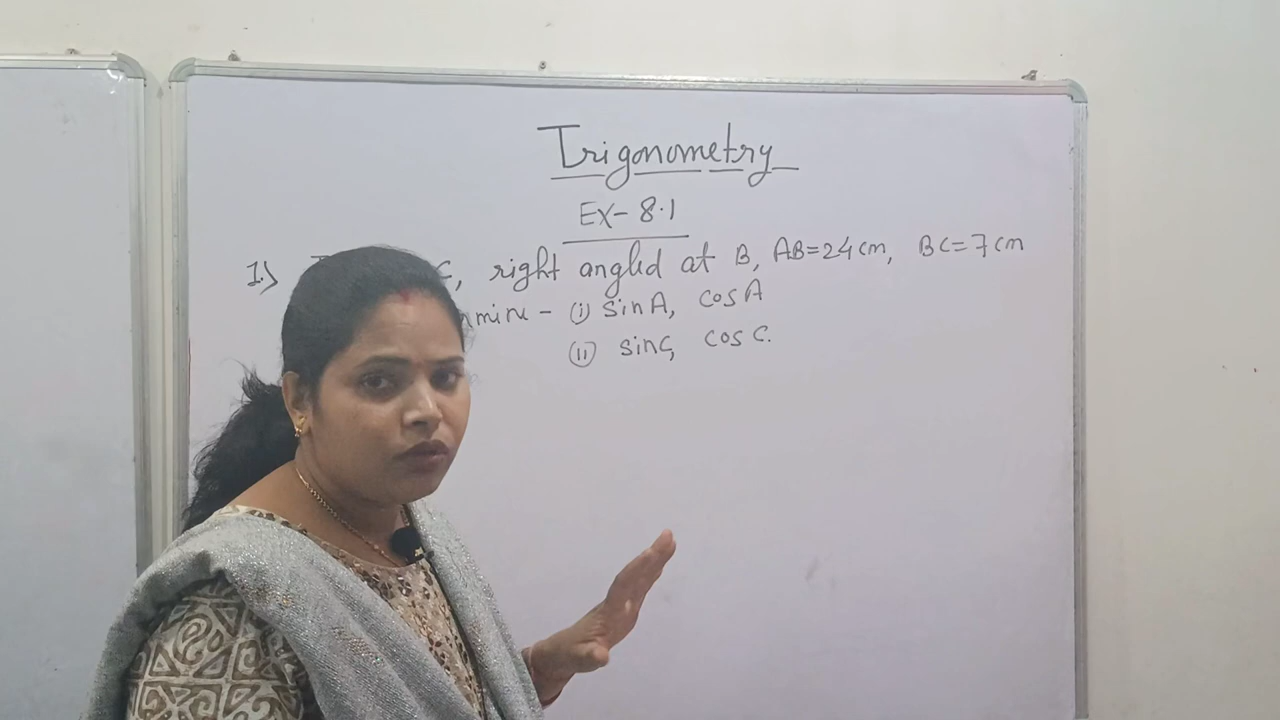 Trigonometry
EX- 8.1
1.) right angled at B, AB=24cm, BC=7cm
(i) sinA, cosA
(ii) sinC, cosC.